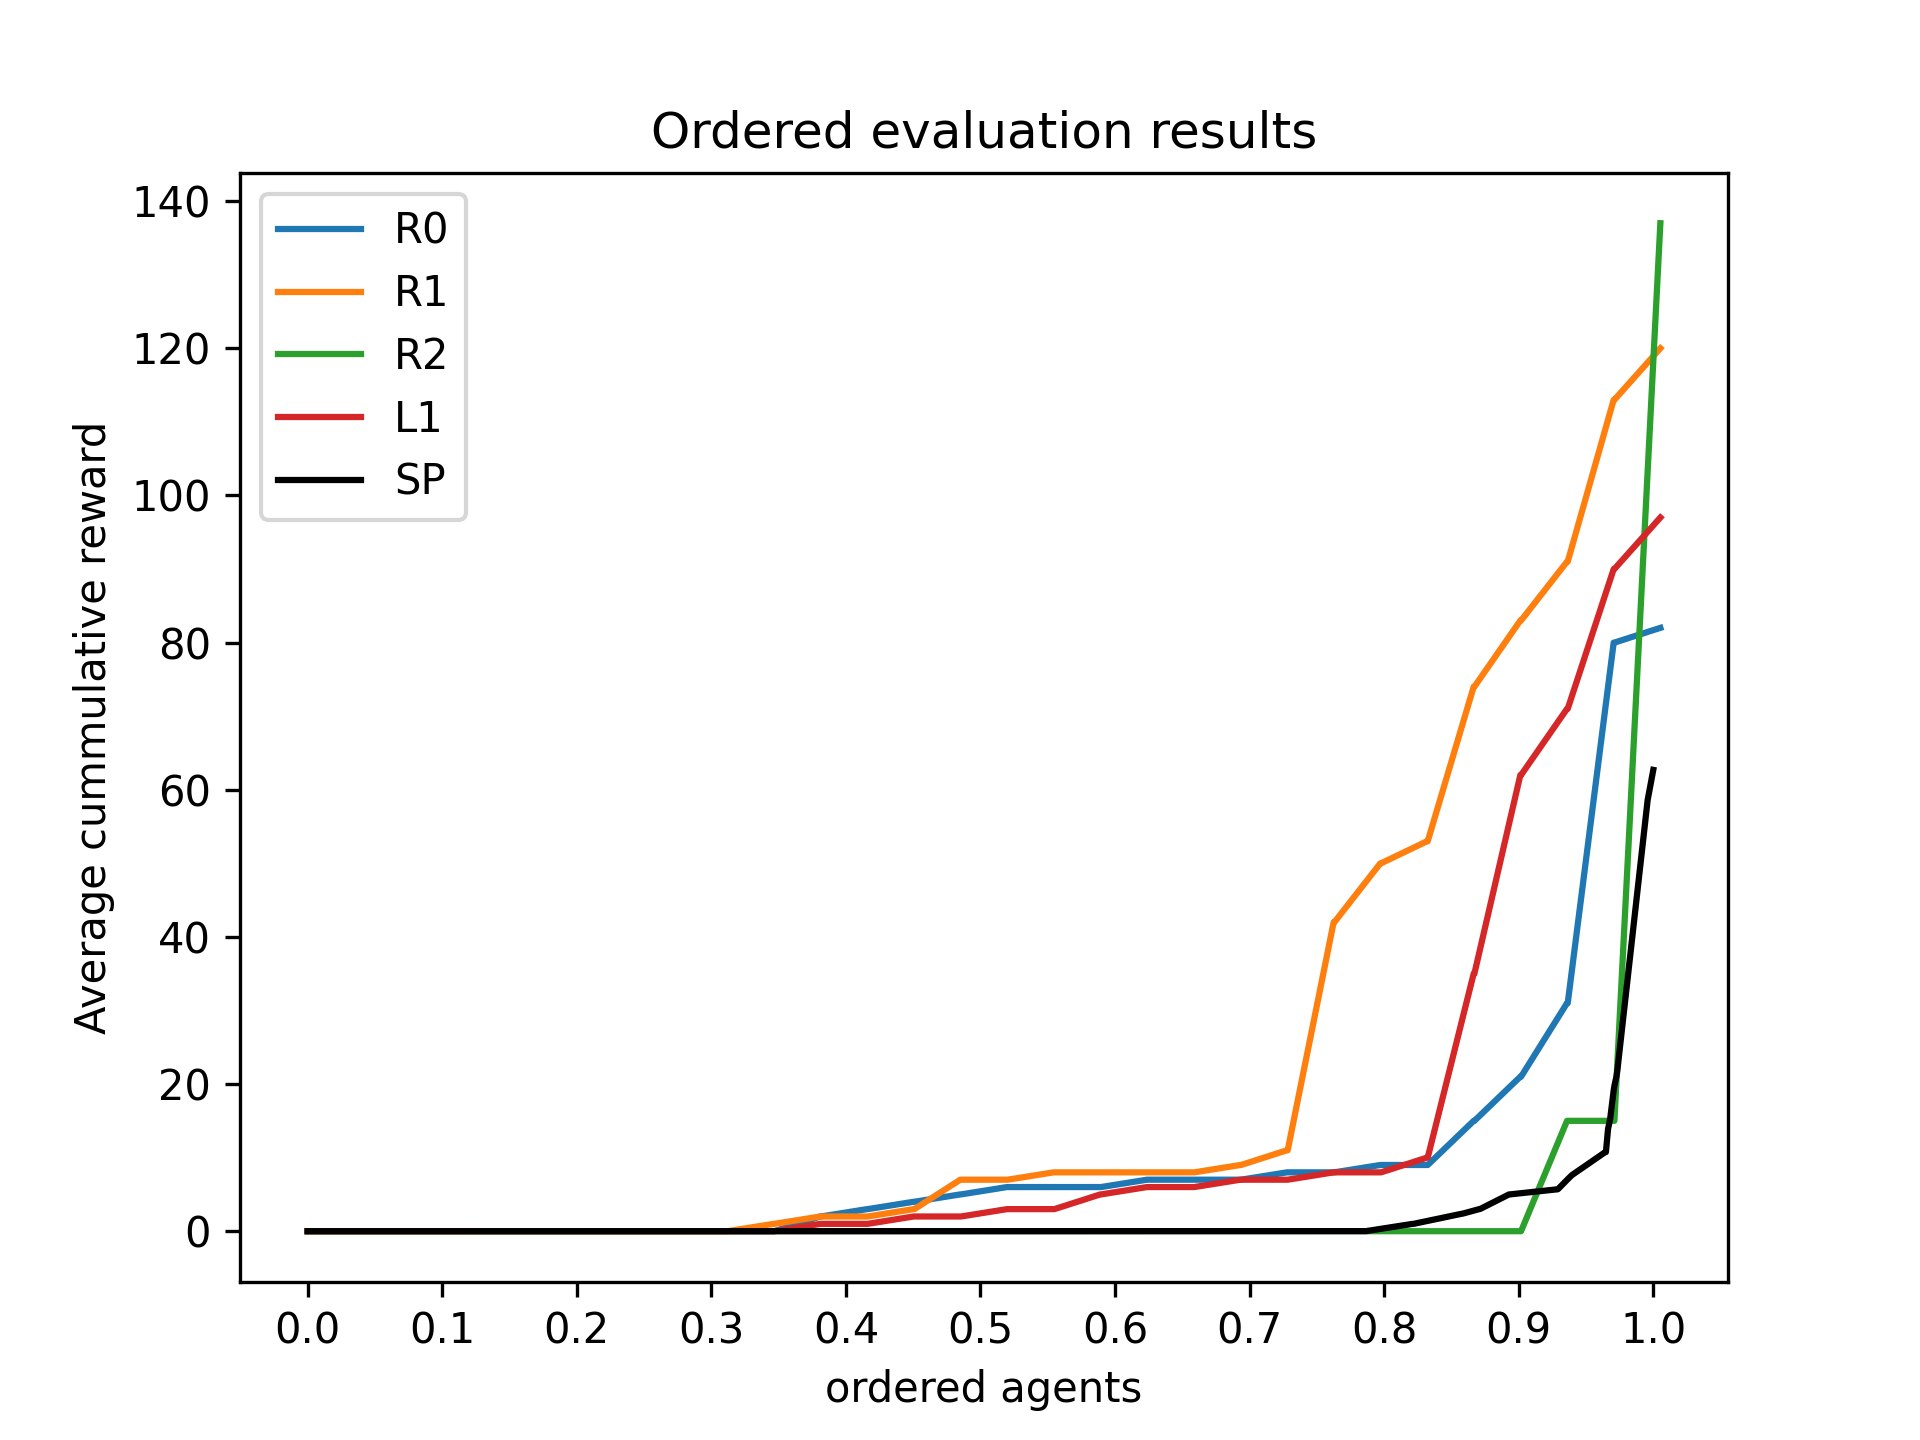 Ordered evaluation results
140
120
100
80
60
40
20
0
Average cummulative reward
R0
R1
R2
L1
SP
0.0 0.1 0.2 0.3 0.4 0.5 0.6 0.7 0.8 0.9 1.0
ordered agents